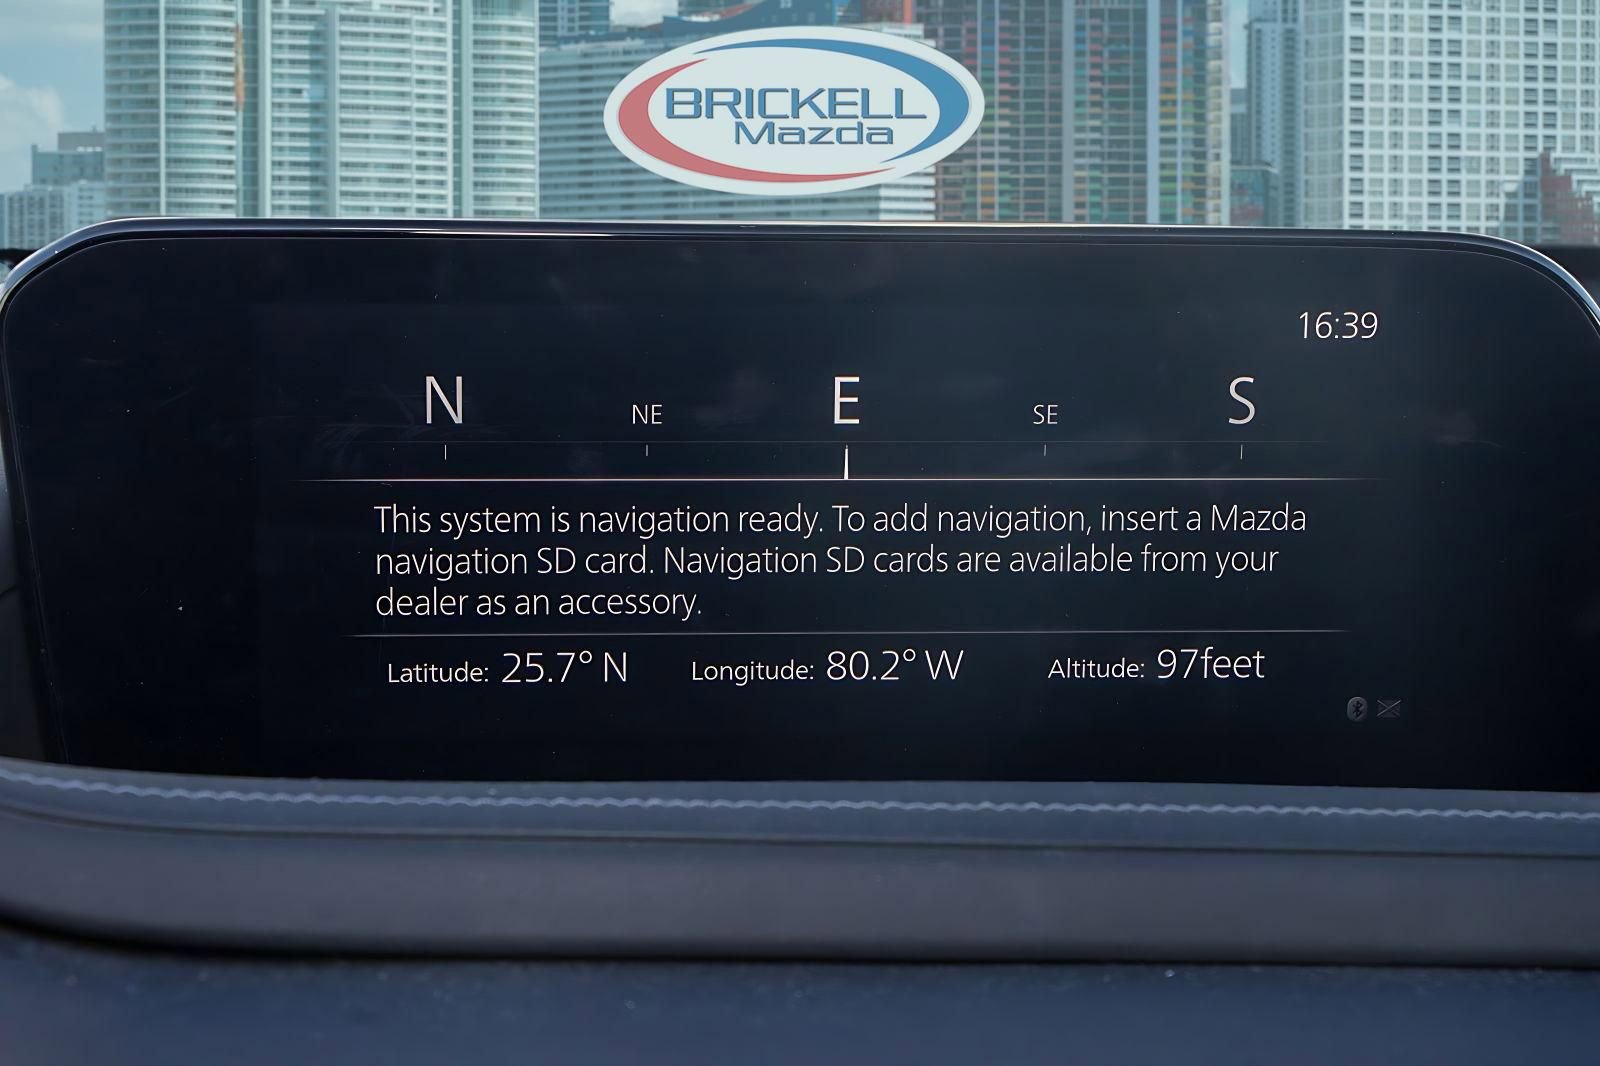 BRICKELL
Mazda
16:39
N NE E SE S
This system is navigation ready. To add navigation, insert a Mazda
navigation SD card. Navigation SD cards are available from your
dealer as an accessory.
Latitude: 25.7° N Longitude: 80.2° W Altitude: 97feet